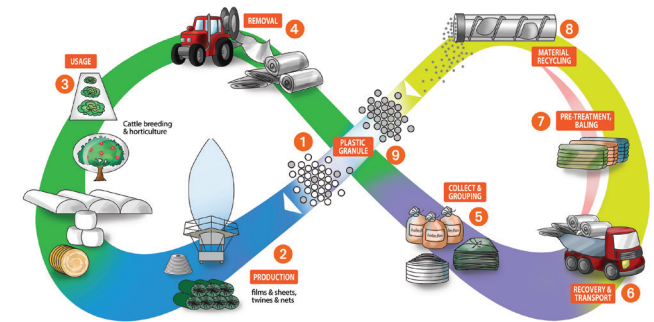 1
PLASTIC
GRANULE
2
PRODUCTION
films & sheets,
twines & nets
3
USAGE
Cattle breeding
& horticulture
4
REMOVAL
5
COLLECT &
GROUPING
6
RECOVERY &
TRANSPORT
7
PRE-TREATMENT,
BALING
8
MATERIAL
RECYCLING
9